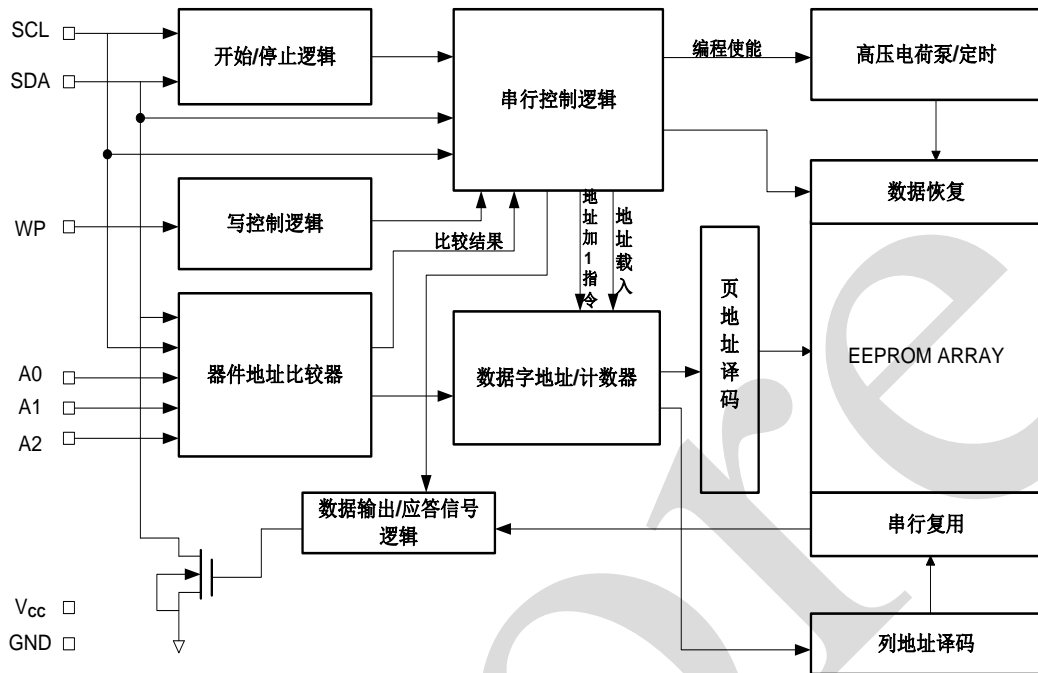 SCL
SDA
WP
A0
A1
A2
Vcc
GND
开始/停止逻辑
写控制逻辑
器件地址比较器
串行控制逻辑
编程使能
高压电荷泵/定时
数据恢复
比较结果
地址加1指令
地址载入
数据字地址/计数器
页地址译码
EEPROM ARRAY
数据输出/应答信号
逻辑
串行复用
列地址译码
ore